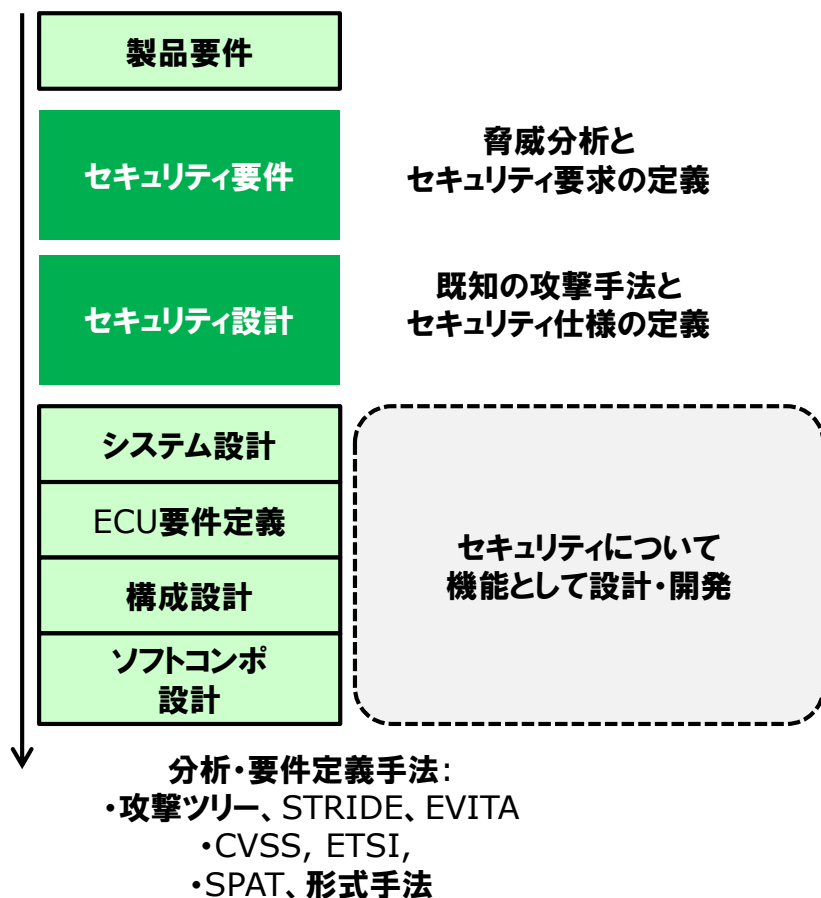 製品要件
セキュリティ要件
脅威分析と
セキュリティ要求の定義
セキュリティ設計
既知の攻撃手法と
セキュリティ仕様の定義
システム設計
ECU要件定義
構成設計
ソフトコンポ
設計
セキュリティについて
機能として設計・開発
分析・要件定義手法:
・攻撃ツリー、STRIDE、EVITA
・CVSS, ETSI,
・SPAT、形式手法